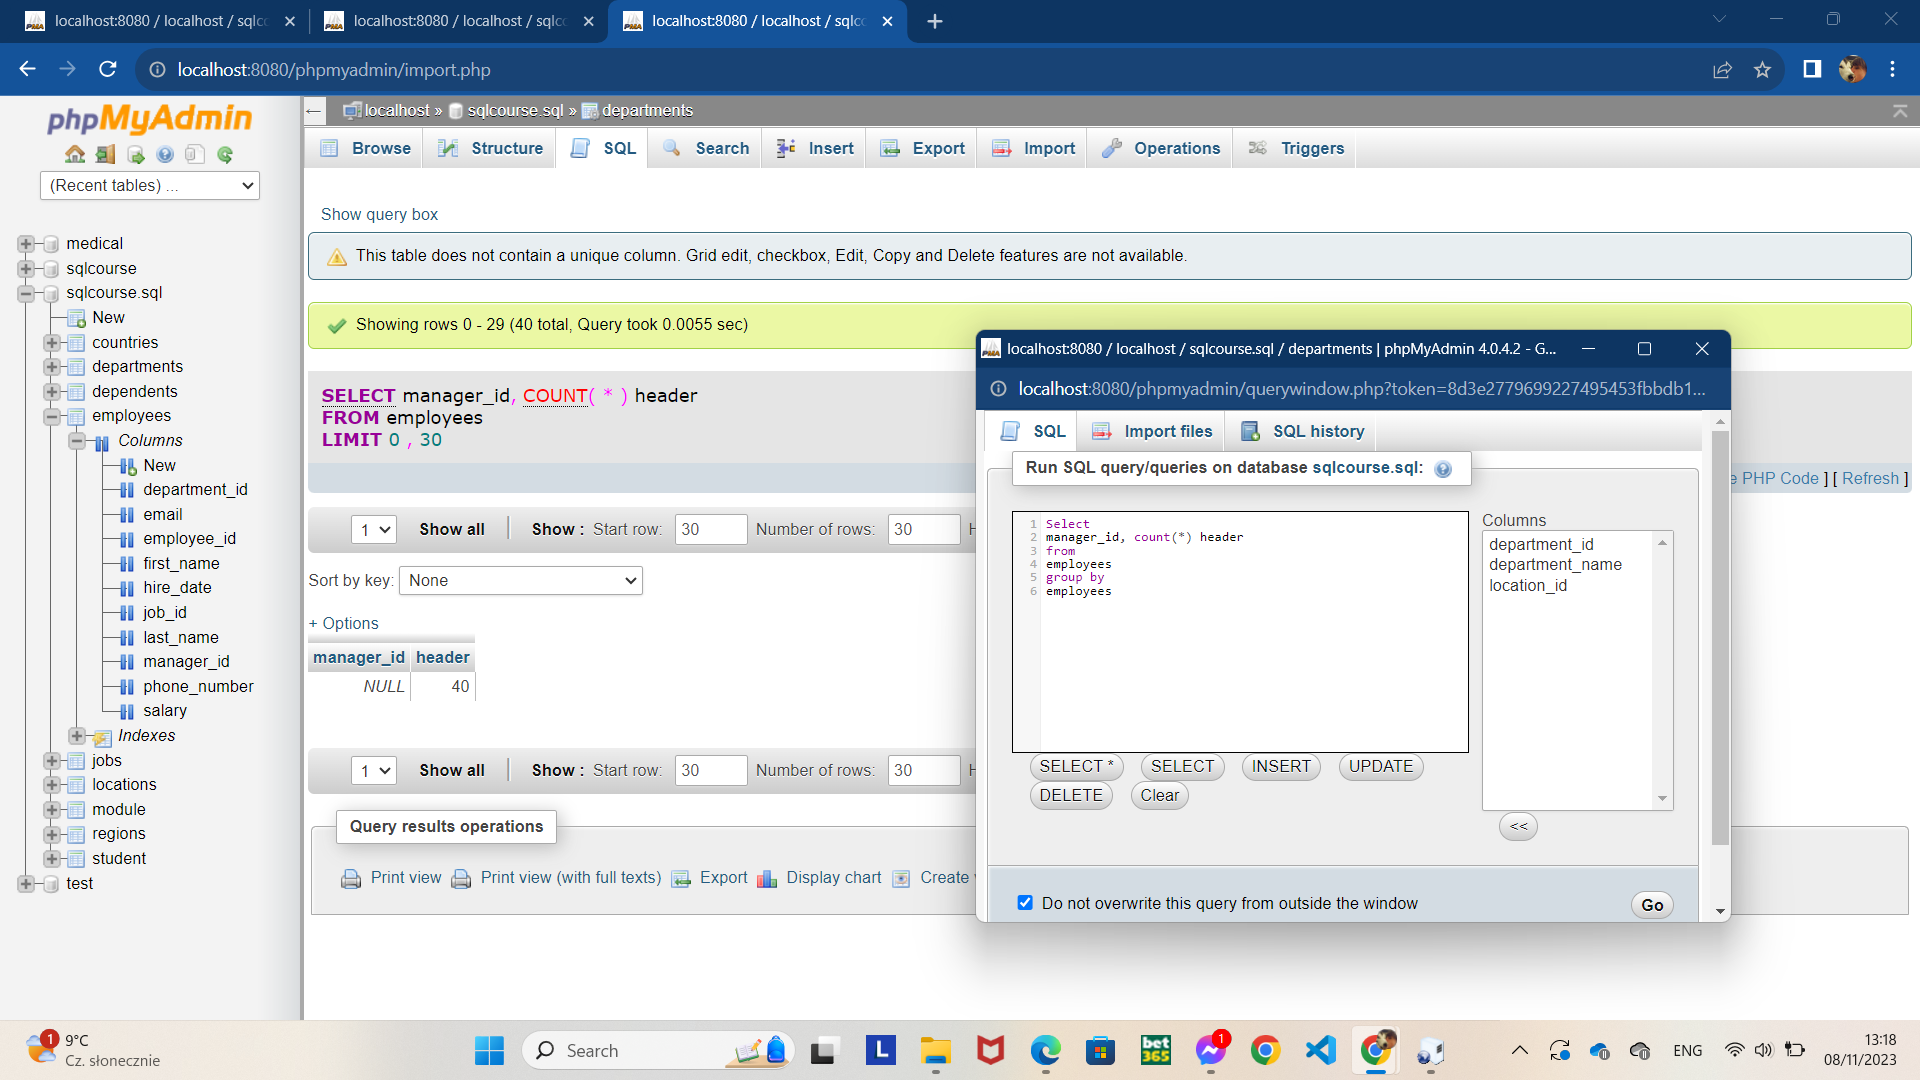 localhost:8080 / localhost / sqlcc
localhost:8080 / localhost / sqlcc
localhost:8080 / localhost / sqlcc
localhost:8080/phpmyadmin/import.php
phpMyAdmin
(Recent tables) ...
medical
sqlcourse
sqlcourse.sql
New
countries
departments
dependents
employees
Columns
New
department_id
email
employee_id
first_name
hire_date
job_id
last_name
manager_id
phone_number
salary
Indexes
jobs
locations
module
regions
student
test
localhost » sqlcourse.sql » departments
Browse Structure SQL Search Insert Export Import Operations Triggers
Show query box
This table does not contain a unique column. Grid edit, checkbox, Edit, Copy and Delete features are not available.
Showing rows 0 - 29 (40 total, Query took 0.0055 sec)
SELECT manager_id, COUNT( * ) header
FROM employees
LIMIT 0 , 30
e PHP Code ] [ Refresh ]
1 Show all Show : Start row: 30 Number of rows: 30 H
Sort by key: None
+ Options
manager_id header
NULL 40
1 Show all Show : Start row: 30 Number of rows: 30 H
Query results operations
Print view Print view (with full texts) Export Display chart Create
localhost:8080 / localhost / sqlcourse.sql / departments | phpMyAdmin 4.0.4.2 - G...
localhost:8080/phpmyadmin/querywindow.php?token=8d3e2779699227495453fbbdb1...
SQL Import files SQL history
Run SQL query/queries on database sqlcourse.sql:
1 Select
2 manager_id, count(*) header
3 from
4 employees
5 group by
6 employees
Columns
department_id
department_name
location_id
SELECT * SELECT INSERT UPDATE
DELETE Clear
<<
Do not overwrite this query from outside the window
Go
1
9°C
Cz. słonecznie
Search
L
bet365
1
ENG
13:18
08/11/2023